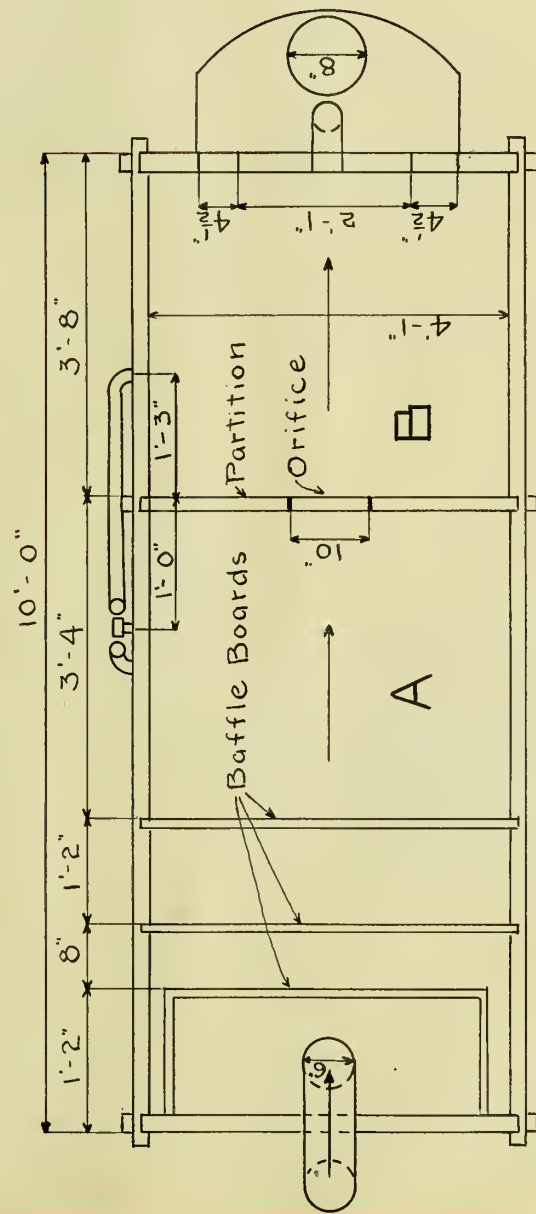 10'-0"
1'-2"
8"
1'-2"
3'-4"
3'-8"
1'-0"
1'-3"
Baffle Boards
Partition
Orifice
10"
A
B
4'-1"
4½"
2'-1"
4½"
8"